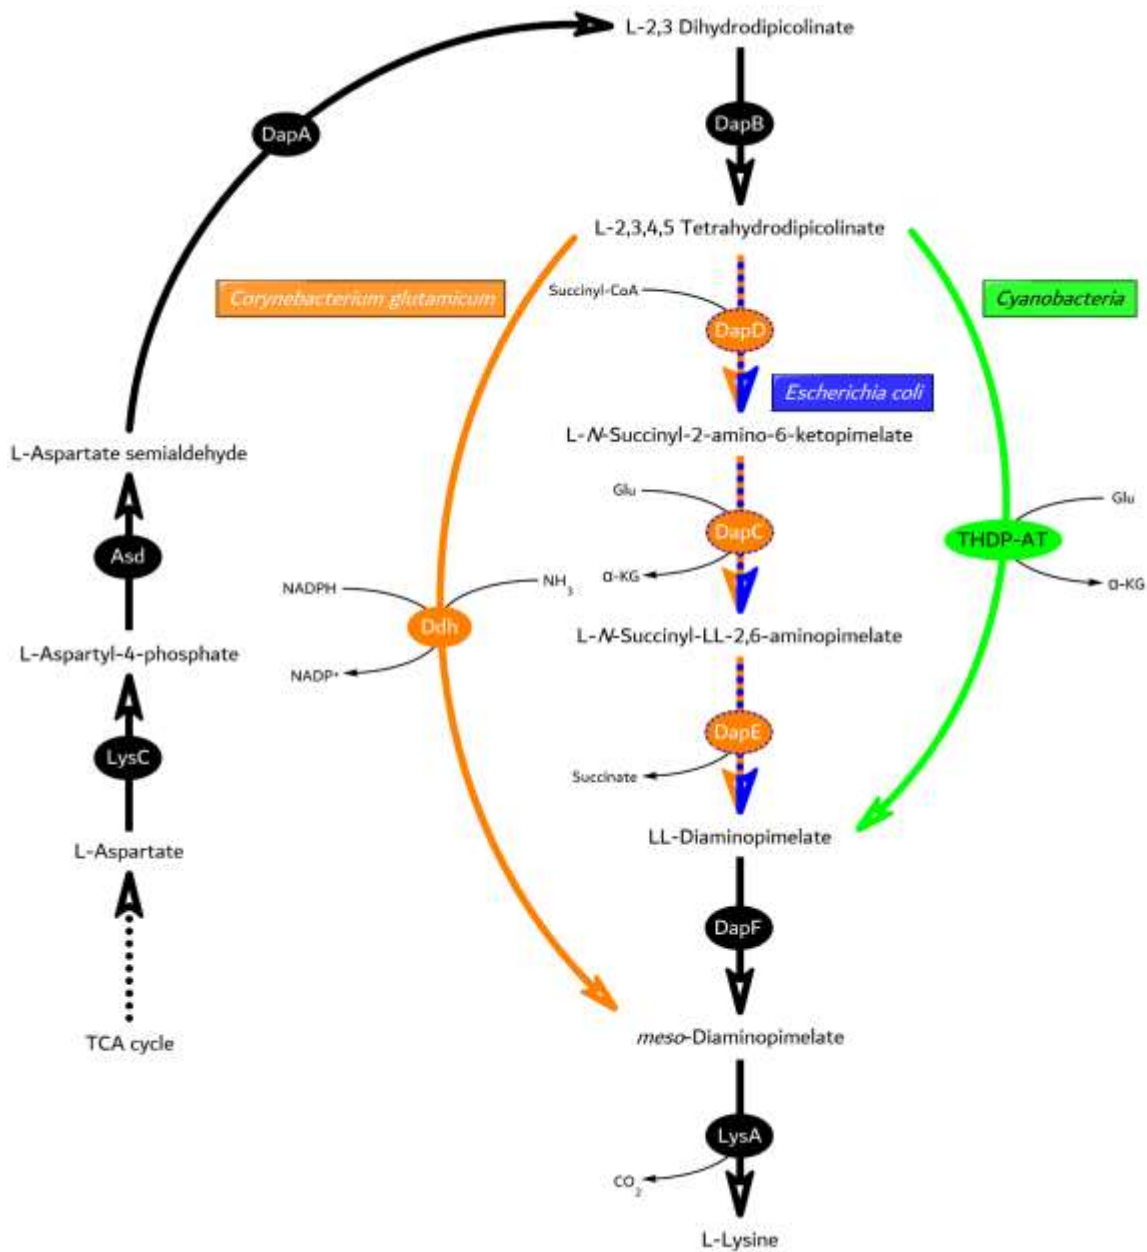 L-2,3 Dihydrodipicolinate
DapA
DapB
L-2,3,4,5 Tetrahydrodipicolinate
Corynebacterium glutamicum
Succinyl-CoA
Cyanobacteria
DapD
Escherichia coli
L-N-Succinyl-2-amino-6-ketopimelate
L-Aspartate semialdehyde
Glu
Glu
DapC
THDP-AT
Asd
α-KG
α-KG
NADPH
NH3
Ddh
L-N-Succinyl-LL-2,6-aminopimelate
L-Aspartyl-4-phosphate
NADP+
DapE
LysC
Succinate
LL-Diaminopimelate
L-Aspartate
DapF
meso-Diaminopimelate
TCA cycle
LysA
CO2
L-Lysine